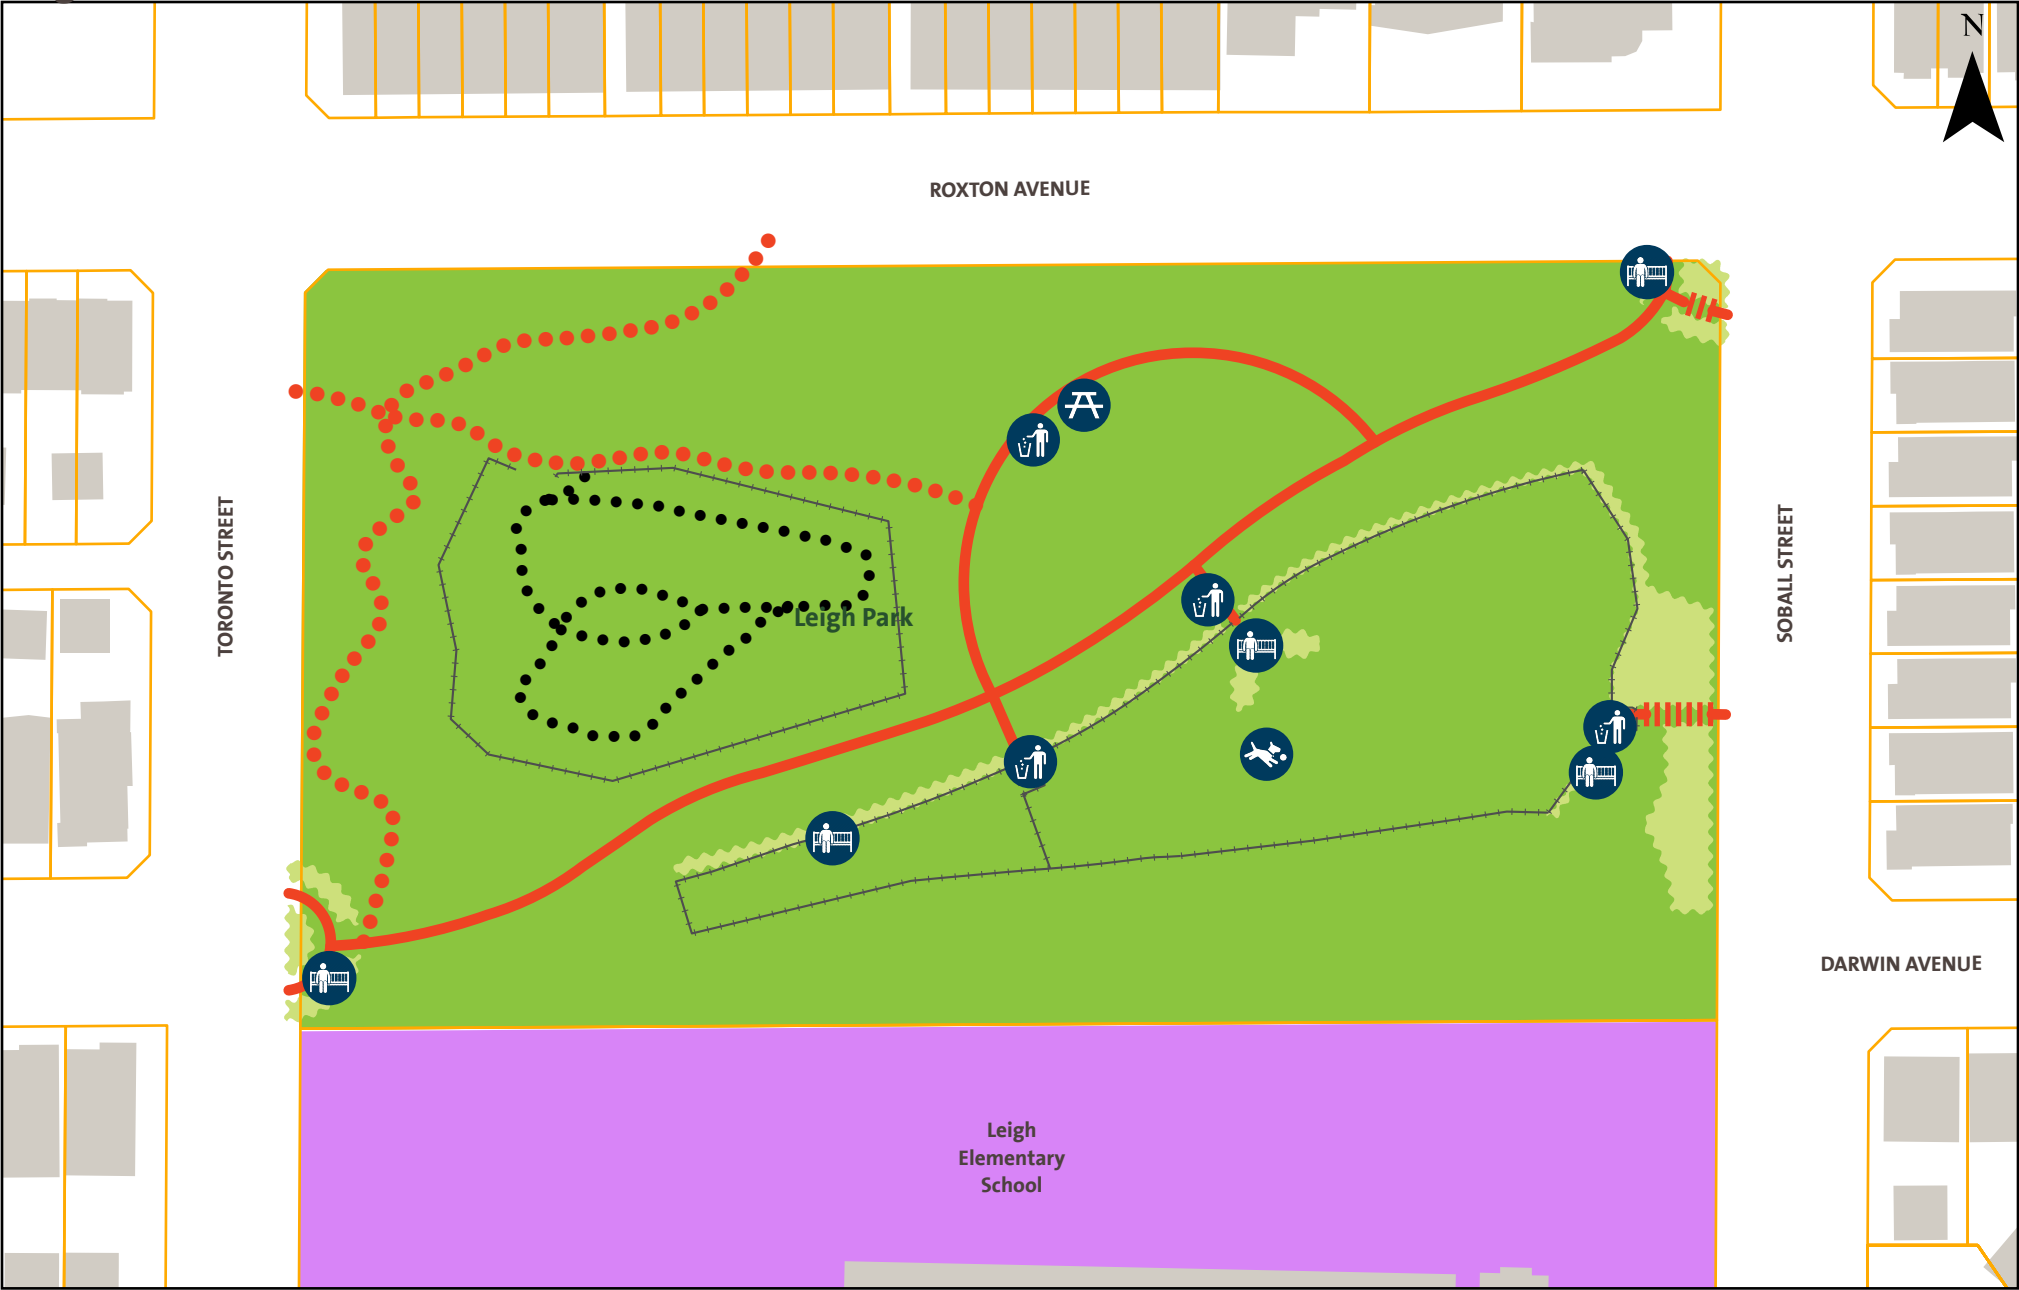 N
ROXTON AVENUE
TORONTO STREET
SOBALL STREET
Leigh Park
DARWIN AVENUE
Leigh
Elementary
School